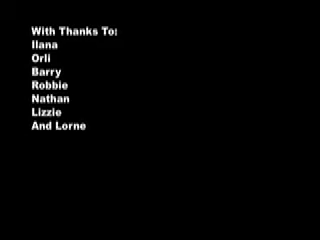 With Thanks To:
Ilana
Orli
Barry
Robbie
Nathan
Lizzie
And Lorne